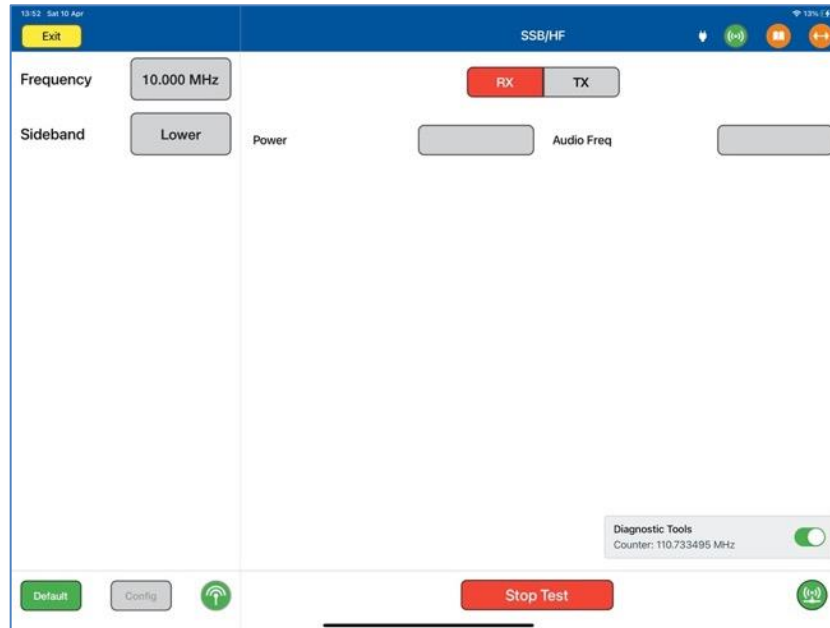 13:52 Sat 10 Apr
13%
Exit
SSB/HF
Frequency
10.000 MHz
RX
TX
Sideband
Lower
Power
Audio Freq
Diagnostic Tools
Counter: 110.733495 MHz
Default
Config
Stop Test